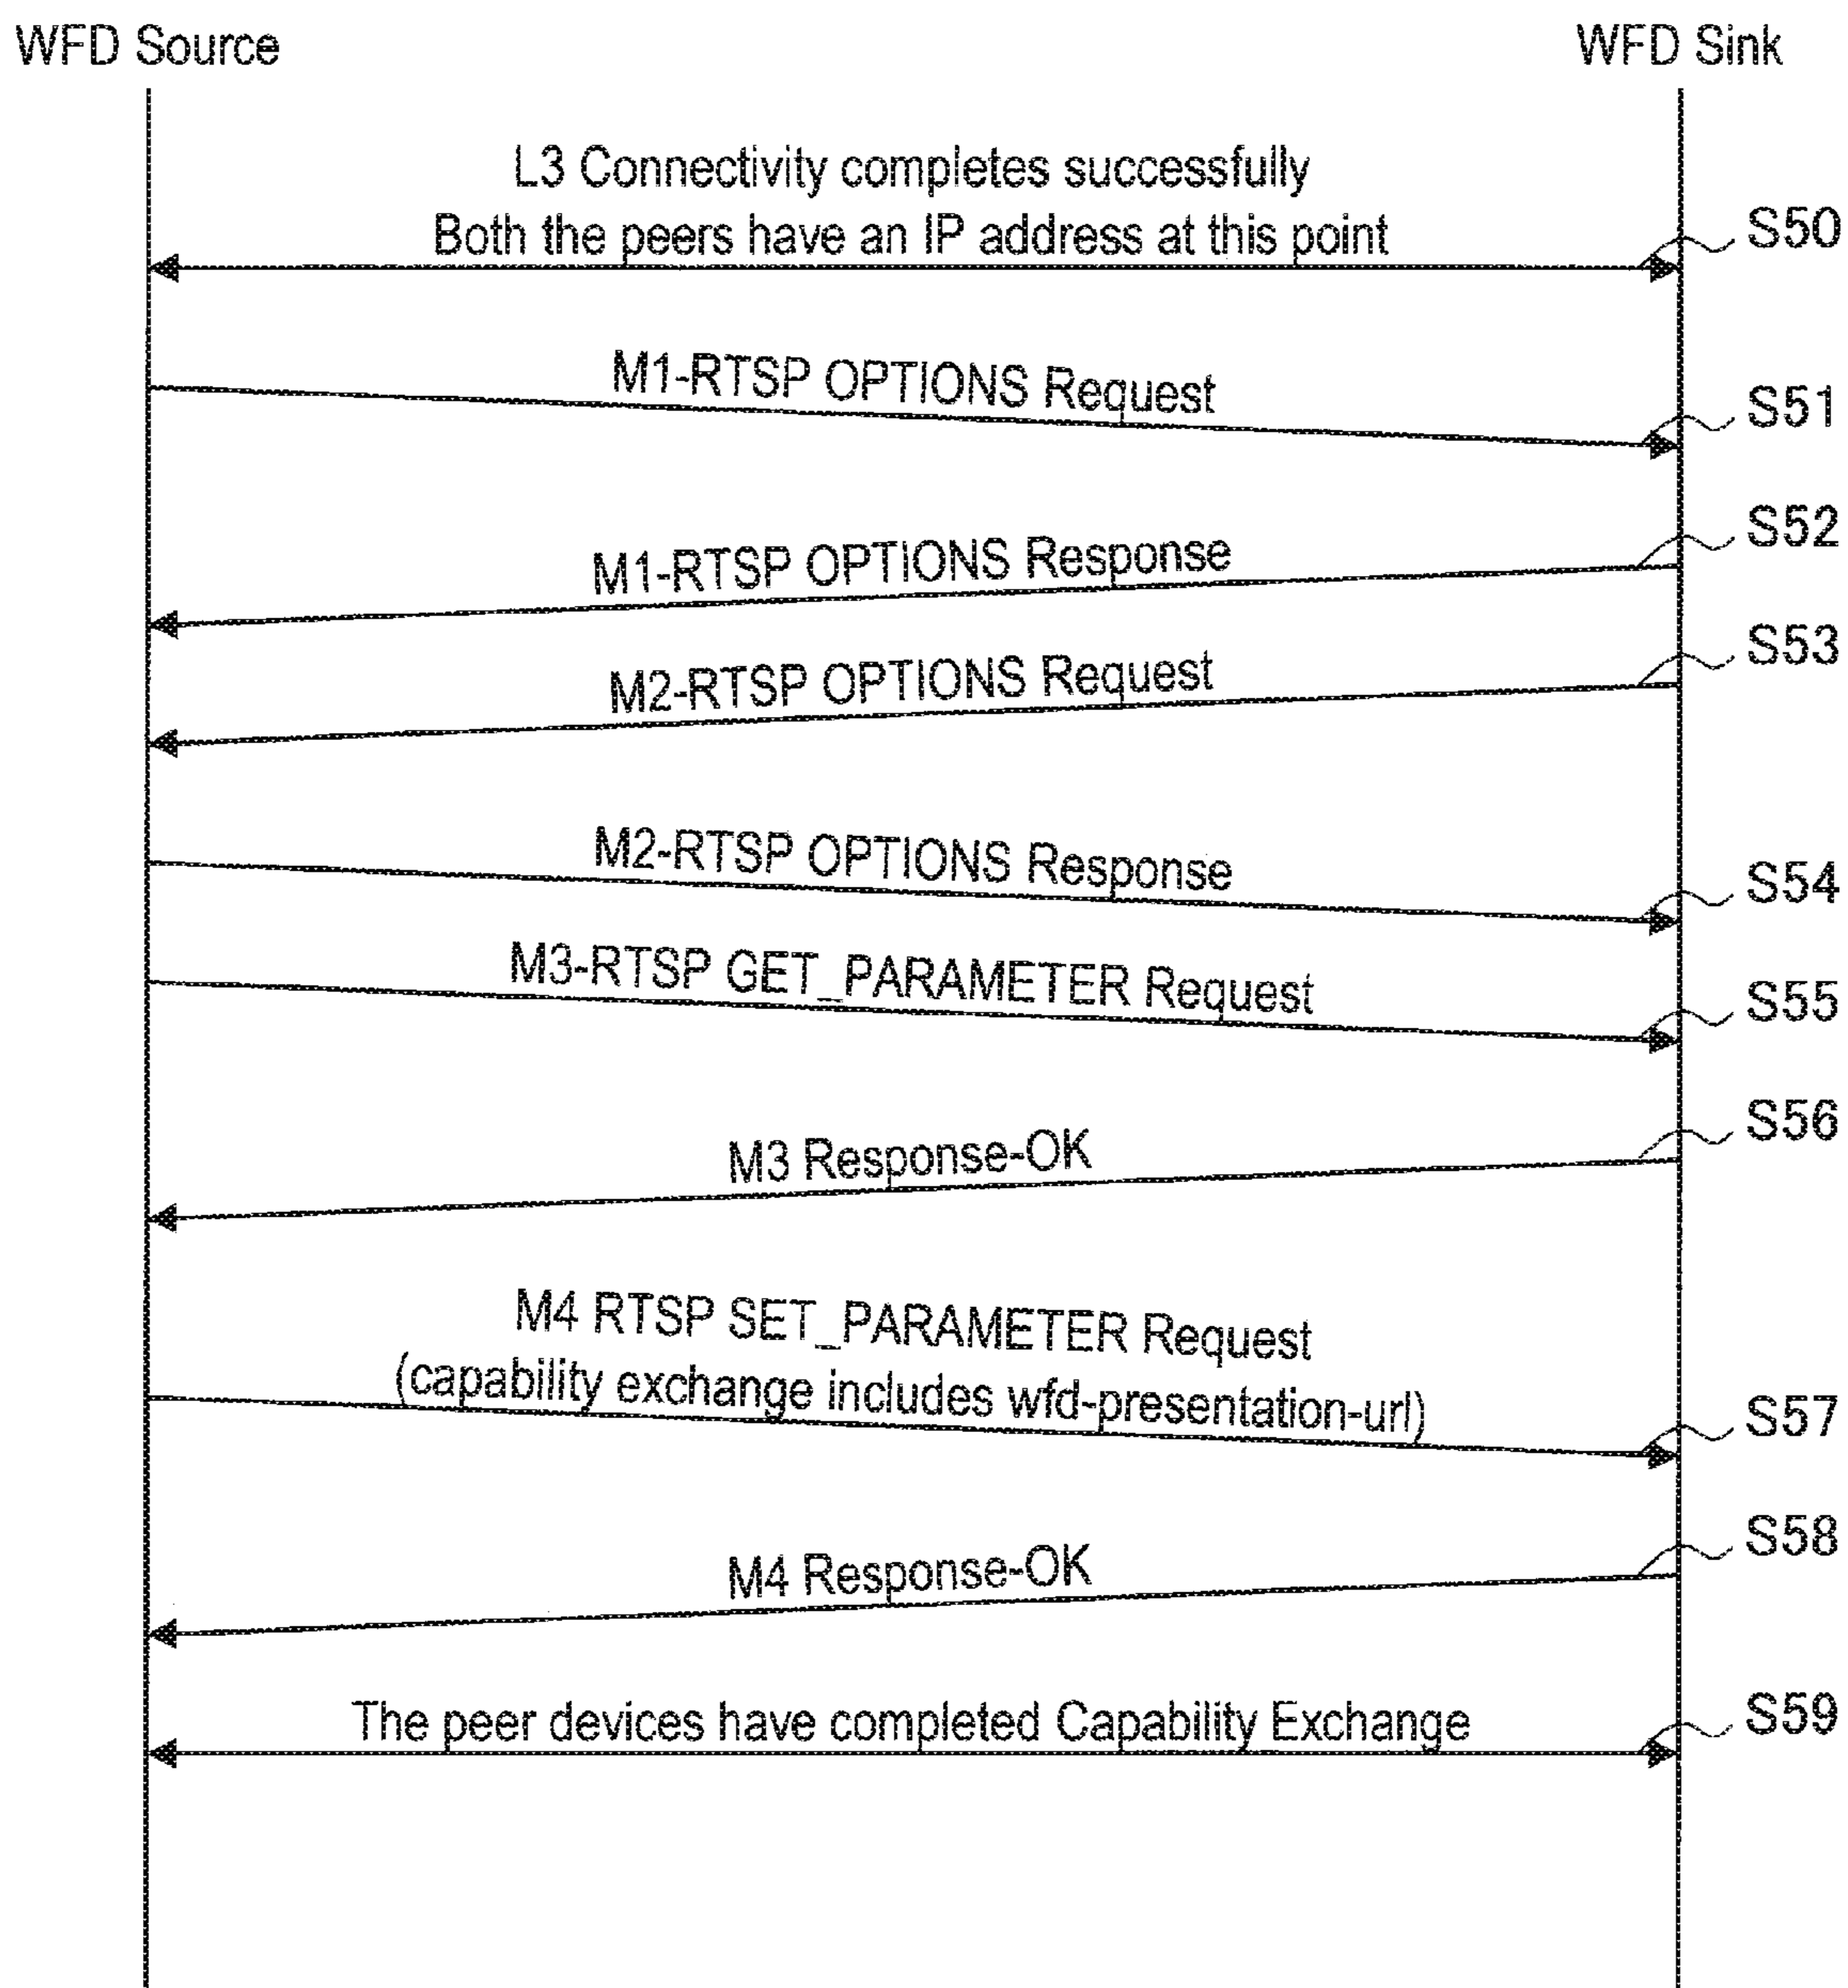 WFD Source
WFD Sink
L3 Connectivity completes successfully
Both the peers have an IP address at this point
S50
M1-RTSP OPTIONS Request
S51
M1-RTSP OPTIONS Response
S52
M2-RTSP OPTIONS Request
S53
M2-RTSP OPTIONS Response
S54
M3-RTSP GET_PARAMETER Request
S55
M3 Response-OK
S56
M4 RTSP SET_PARAMETER Request
(capability exchange includes wfd-presentation-url)
S57
M4 Response-OK
S58
The peer devices have completed Capability Exchange
S59